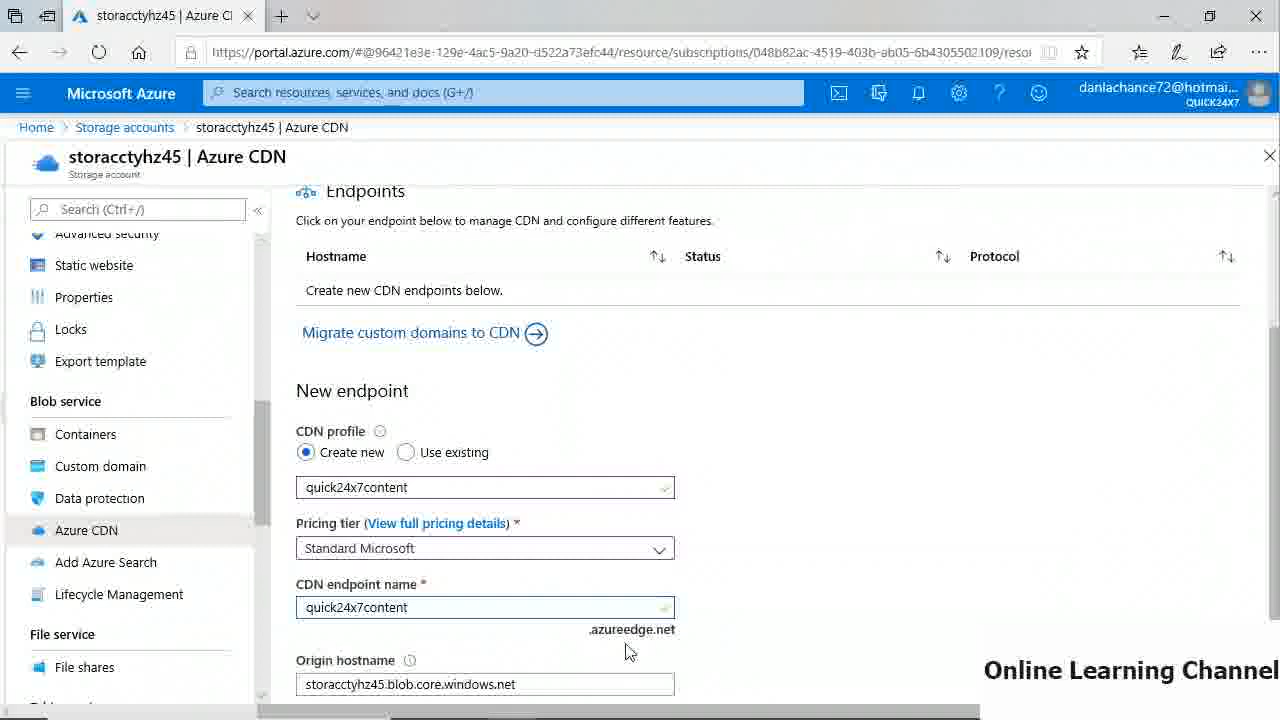 storacctyhz45 | Azure CDN
https://portal.azure.com/#@96421e3e-129e-4ac5-9a20-d522a73efc44/resource/subscriptions/048b82ac-4519-403b-ab05-6b4305502109/resou
Microsoft Azure
Search resources, services, and docs (G+/)
danlachance72@hotmai...
QUICK24X7
Home > Storage accounts > storacctyhz45 | Azure CDN
storacctyhz45 | Azure CDN
Storage account
Search (Ctrl+/)
Advanced security
Static website
Properties
Locks
Export template
Blob service
Containers
Custom domain
Data protection
Azure CDN
Add Azure Search
Lifecycle Management
File service
File shares
Endpoints
Click on your endpoint below to manage CDN and configure different features.
Hostname Status Protocol
Create new CDN endpoints below.
Migrate custom domains to CDN
New endpoint
CDN profile
Create new Use existing
quick24x7content
Pricing tier (View full pricing details) *
Standard Microsoft
CDN endpoint name *
quick24x7content
.azureedge.net
Origin hostname
storacctyhz45.blob.core.windows.net
Online Learning Channel